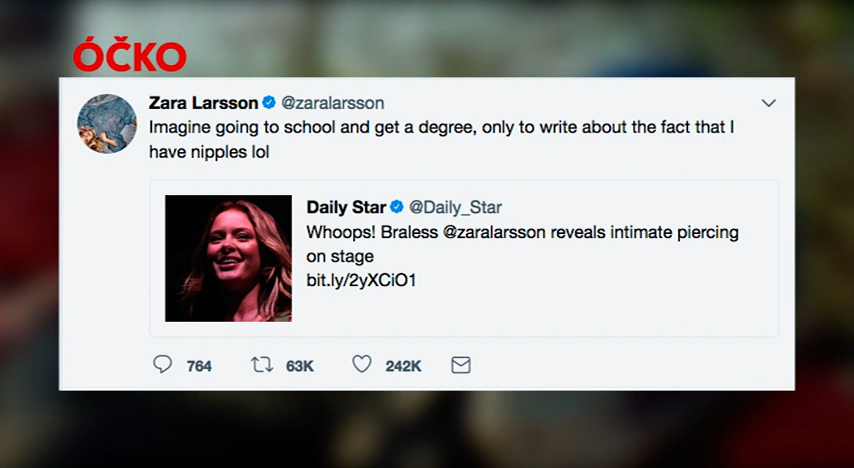 ÓČKO
Zara Larsson @zaralarsson
Imagine going to school and get a degree, only to write about the fact that I
have nipples lol
Daily Star @Daily_Star
Whoops! Braless @zaralarsson reveals intimate piercing
on stage
bit.ly/2yXCiO1
764 63K 242K